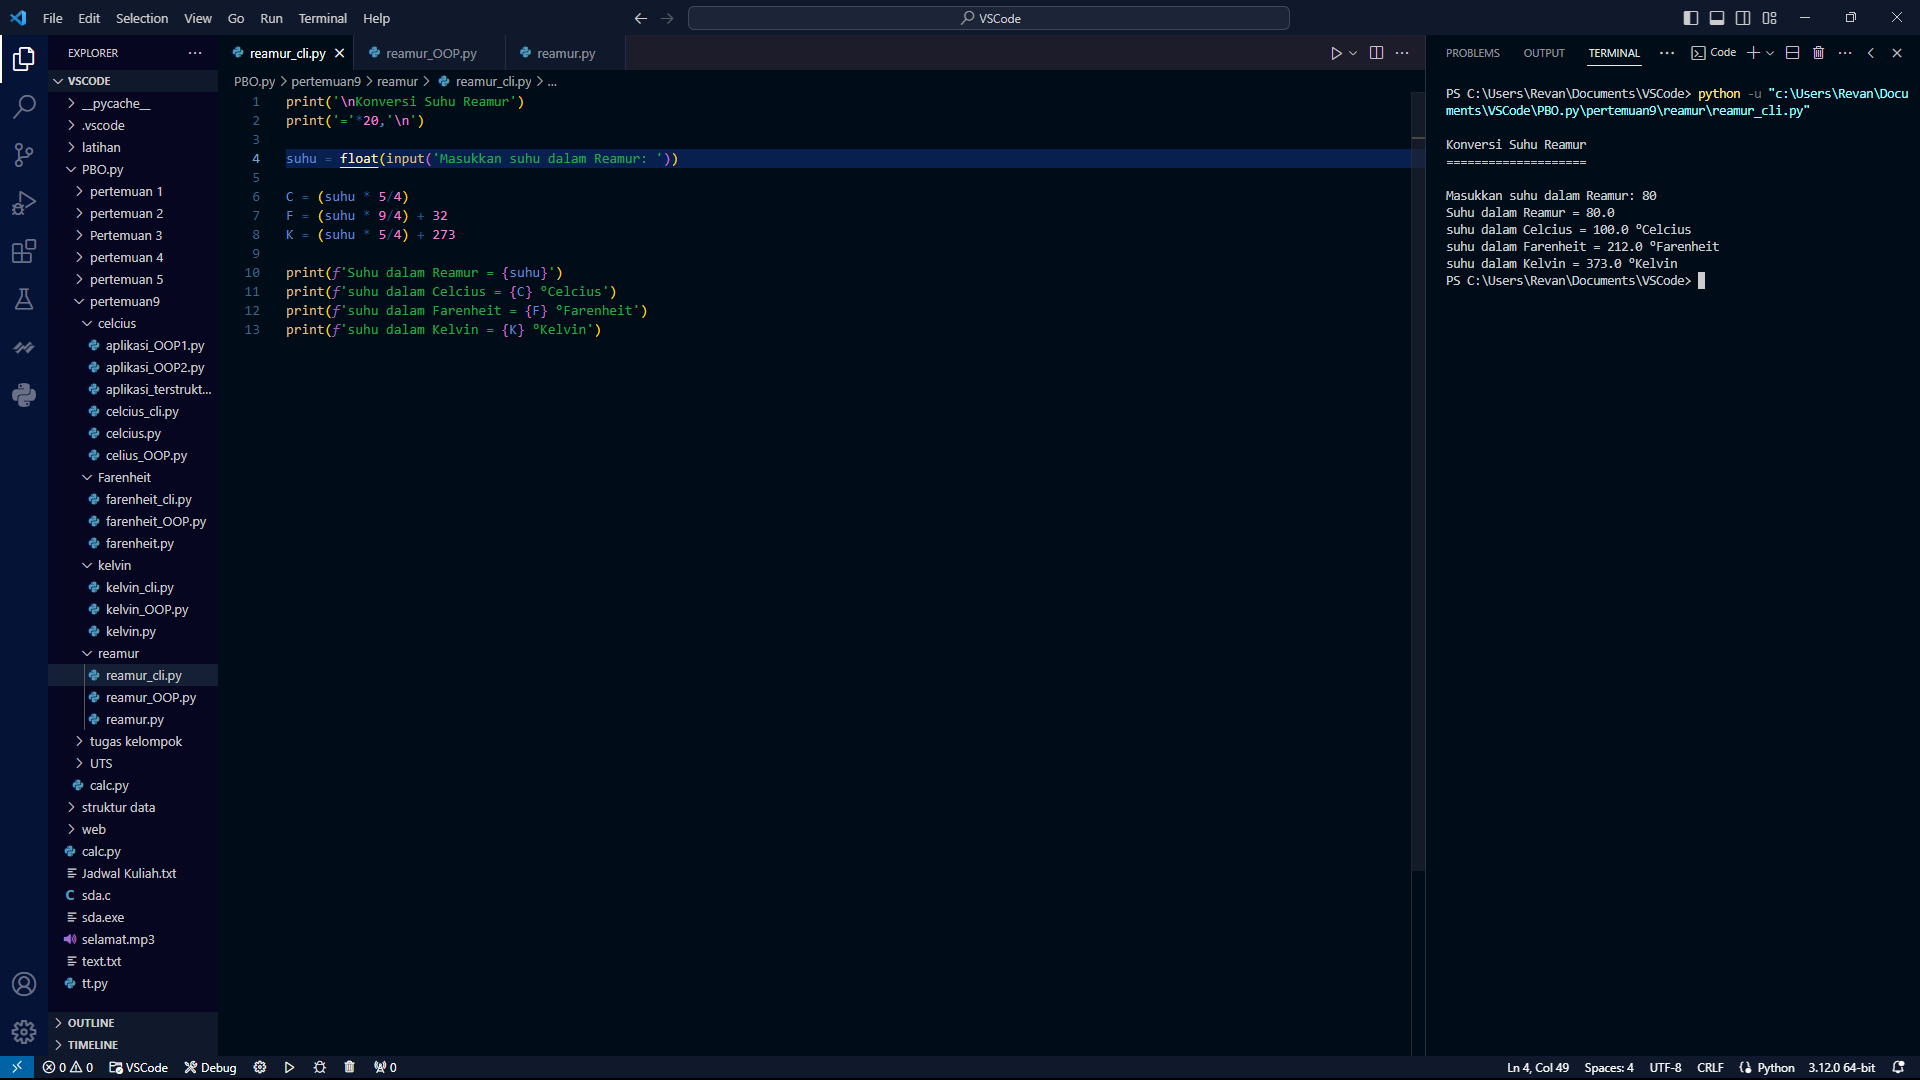 File Edit Selection View Go Run Terminal Help
VSCode
EXPLORER
VSCODE
__pycache__
.vscode
latihan
PBO.py
pertemuan 1
pertemuan 2
Pertemuan 3
pertemuan 4
pertemuan 5
pertemuan9
celcius
aplikasi_OOP1.py
aplikasi_OOP2.py
aplikasi_terstrukt...
celcius_cli.py
celcius.py
celius_OOP.py
Farenheit
farenheit_cli.py
farenheit_OOP.py
farenheit.py
kelvin
kelvin_cli.py
kelvin_OOP.py
kelvin.py
reamur
reamur_cli.py
reamur_OOP.py
reamur.py
tugas kelompok
UTS
calc.py
struktur data
web
calc.py
Jadwal Kuliah.txt
C sda.c
sda.exe
selamat.mp3
text.txt
tt.py
OUTLINE
TIMELINE
reamur_cli.py reamur_OOP.py reamur.py
PBO.py > pertemuan9 > reamur > reamur_cli.py > ...
1 print('\nKonversi Suhu Reamur')
2 print('='*20,'\n')
3
4 suhu = float(input('Masukkan suhu dalam Reamur: '))
5
6 C = (suhu * 5/4)
7 F = (suhu * 9/4) + 32
8 K = (suhu * 5/4) + 273
9
10 print(f'Suhu dalam Reamur = {suhu}')
11 print(f'suhu dalam Celcius = {C} ºCelcius')
12 print(f'suhu dalam Farenheit = {F} ºFarenheit')
13 print(f'suhu dalam Kelvin = {K} ºKelvin')
PROBLEMS OUTPUT TERMINAL ... Code
PS C:\Users\Revan\Documents\VSCode> python -u "c:\Users\Revan\Docu
ments\VSCode\PBO.py\pertemuan9\reamur\reamur_cli.py"
Konversi Suhu Reamur
====================
Masukkan suhu dalam Reamur: 80
Suhu dalam Reamur = 80.0
suhu dalam Celcius = 100.0 ºCelcius
suhu dalam Farenheit = 212.0 ºFarenheit
suhu dalam Kelvin = 373.0 ºKelvin
PS C:\Users\Revan\Documents\VSCode>
0 0 VSCode Debug 0 Ln 4, Col 49 Spaces: 4 UTF-8 CRLF Python 3.12.0 64-bit